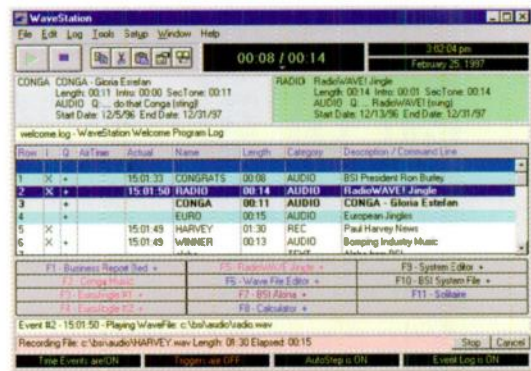 WaveStation
File Edit Log Tools Setup Window Help
00:08 / 00:14
3:02:04 pm
February 25, 1997
CONGA CONGA - Gloria Estefan
Length: 00:11 Intro: 00:00 SecTone: 00:11
AUDIO Q: ... do that Conga (sting)
Start Date: 12/5/96 End Date: 12/31/97
RADIO RadioWAVE! Jingle
Length: 00:14 Intro: 00:01 SecTone: 00:14
AUDIO Q: ... RadioWAVE! (sung)
Start Date: 12/13/96 End Date: 12/31/97
welcome.log - WaveStation Welcome Program Log
Row ! Q AirTime Actual Name Length Category Description / Command Line
1 X + 15:01:33 CONGRATS 00:08 AUDIO BSI President Ron Burley
2 X + 15:01:50 RADIO 00:14 AUDIO RadioWAVE! Jingle
3 + CONGA 00:11 AUDIO CONGA - Gloria Estefan
4 + EURO 00:15 AUDIO European Jingles
5 X 15:01:49 HARVEY 01:30 REC Paul Harvey News
6 X + 15:01:49 WINNER 00:13 AUDIO Bomping Industry Music
F1 - Business Report Bed + F5 - RadioWAVE Jingle + F9 - System Editor +
F2 - Conga Music F6 - Wave File Editor + F10 - BSI System File +
F3 - EuroJingle #1 + F7 - BSI Aloha + F11 - Solitaire
F4 - EuroJingle #2 + F8 - Calculator +
Event #2 - 15:01:50 - Playing WaveFile: c:\bsi\audio\radio.wav
Recording File: c:\bsi\audio\HARVEY.wav Length: 01:30 Elapsed: 00:15 Stop Cancel
Time Events are ON Triggers are OFF AutoStep is ON Event Log is ON